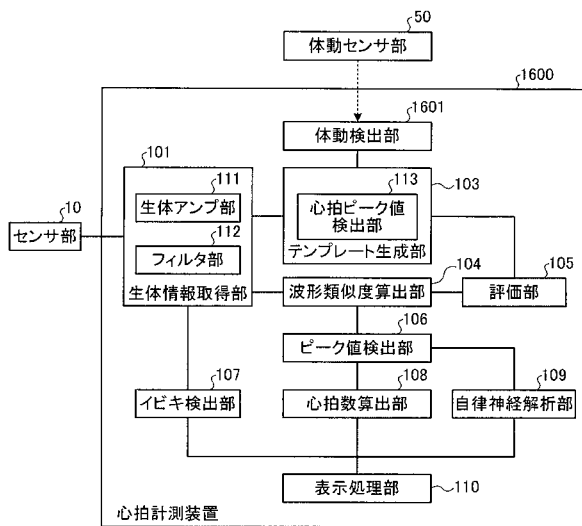 50
体動センサ部
1600
1601
体動検出部
101
111
生体アンプ部
112
フィルタ部
生体情報取得部
10
センサ部
113
心拍ピーク値
検出部
テンプレート生成部
103
104
波形類似度算出部
105
評価部
106
ピーク値検出部
107
イビキ検出部
108
心拍数算出部
109
自律神経解析部
表示処理部
110
心拍計測装置